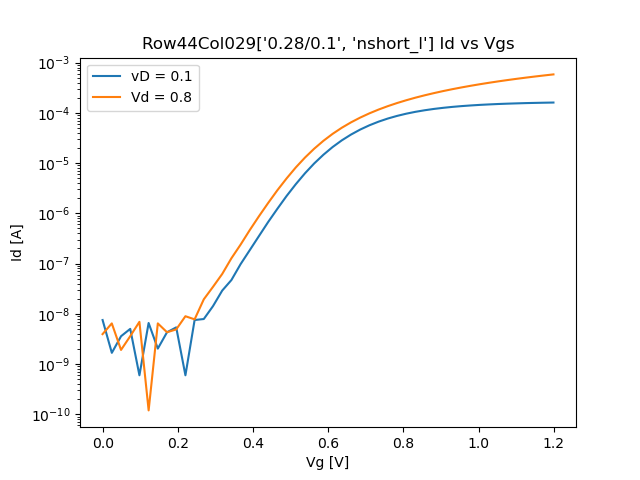 Row44Col029['0.28/0.1', 'nshort_l'] Id vs Vgs
vD = 0.1
Vd = 0.8
10⁻³
10⁻⁴
10⁻⁵
10⁻⁶
10⁻⁷
10⁻⁸
10⁻⁹
10⁻¹⁰
Id [A]
0.0 0.2 0.4 0.6 0.8 1.0 1.2
Vg [V]